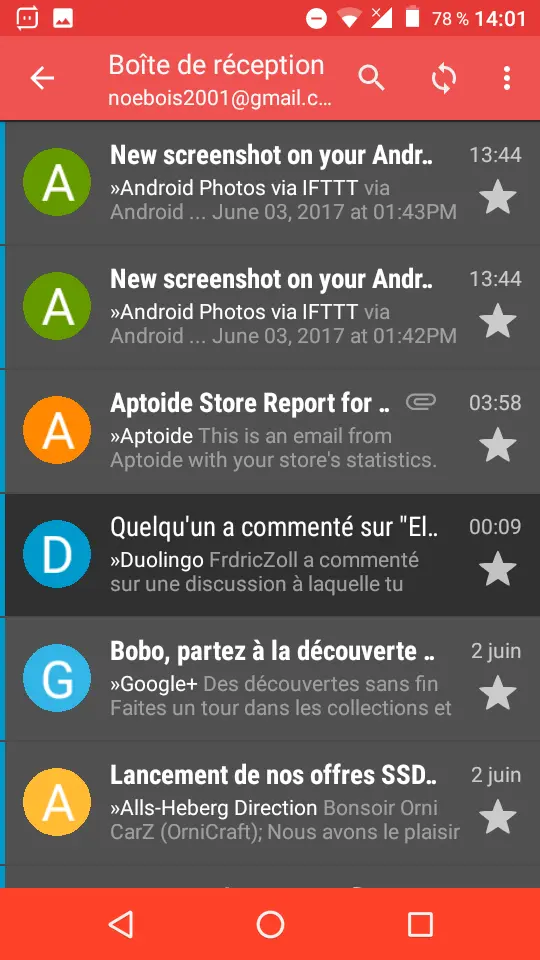 78 % 14:01
Boîte de réception
noebois2001@gmail.c...
A
New screenshot on your Andr..
13:44
»Android Photos via IFTTT via
Android ... June 03, 2017 at 01:43PM
A
New screenshot on your Andr..
13:44
»Android Photos via IFTTT via
Android ... June 03, 2017 at 01:42PM
A
Aptoide Store Report for ..
03:58
»Aptoide This is an email from
Aptoide with your store's statistics.
D
Quelqu'un a commenté sur "El..
00:09
»Duolingo FrdricZoll a commenté
sur une discussion à laquelle tu
G
Bobo, partez à la découverte ..
2 juin
»Google+ Des découvertes sans fin
Faites un tour dans les collections et
A
Lancement de nos offres SSD..
2 juin
»Alls-Heberg Direction Bonsoir Orni
CarZ (OrniCraft); Nous avons le plaisir